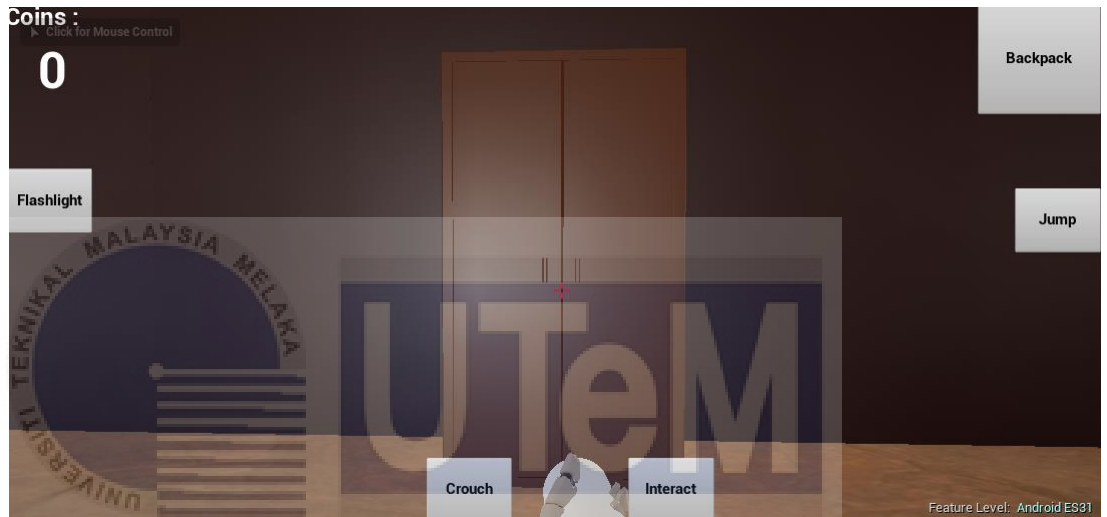 Coins :
Click for Mouse Control
0
Backpack
Flashlight
Jump
UNIVERSITI TEKNIKAL MALAYSIA MELAKA
UTeM
Crouch
Interact
Feature Level: Android ES31